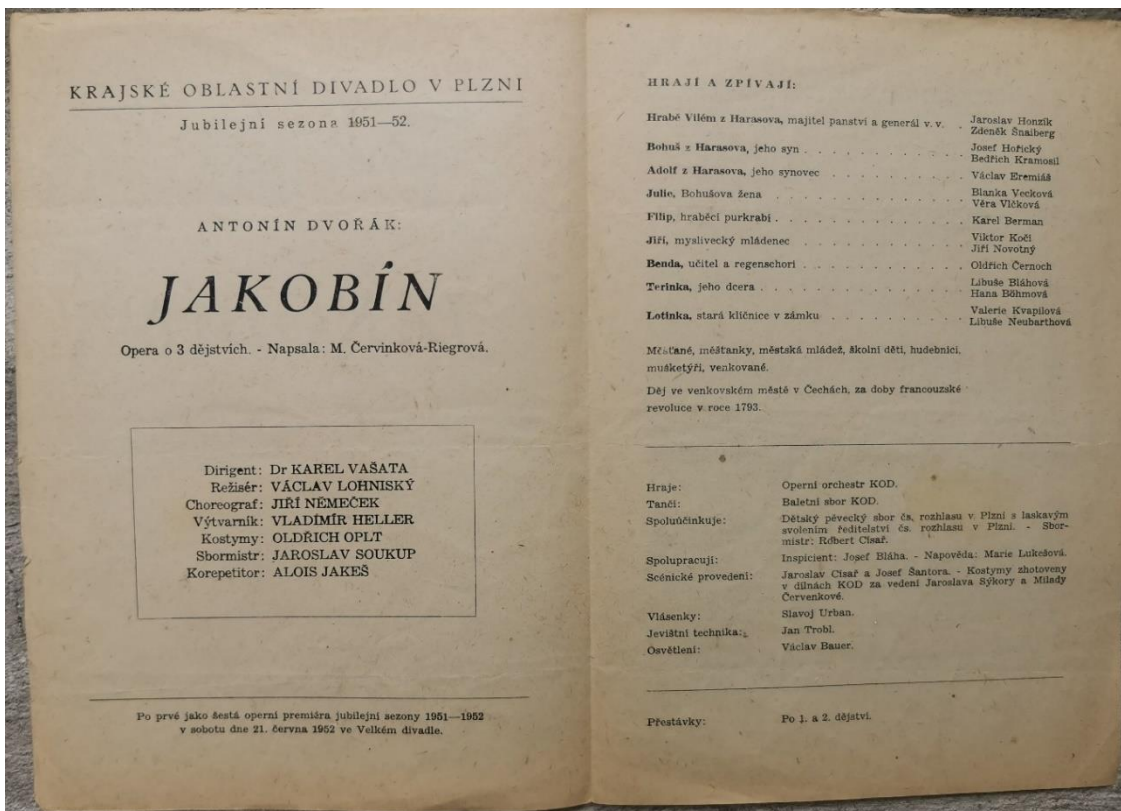 KRAJSKÉ OBLASTNÍ DIVADLO V PLZNI
Jubilejní sezona 1951—52.
ANTONÍN DVOŘÁK:
JAKOBÍN
Opera o 3 dějstvích. - Napsala: M. Červinková-Riegrová.
Dirigent: Dr KAREL VAŠATA
Režisér: VÁCLAV LOHNISKÝ
Choreograf: JIŘÍ NĚMEČEK
Výtvarník: VLADIMÍR HELLER
Kostymy: OLDŘICH OPLT
Sbormistr: JAROSLAV SOUKUP
Korepetitor: ALOIS JAKEŠ
Po prvé jako šestá operní premiéra jubilejní sezony 1951—1952
v sobotu dne 21. června 1952 ve Velkém divadle.
HRAJÍ A ZPÍVAJÍ:
Hrabě Vilém z Harasova, majitel panství a generál v. v. . Jaroslav Honzík
Zdeněk Šnaiberg
Bohuš z Harasova, jeho syn . . . . . . . . . . Josef Hořický
Bedřich Kramosil
Adolf z Harasova, jeho synovec . . . . . . . . . Václav Eremiáš
Julie, Bohušova žena . . . . . . . . . . . Blanka Vecková
Věra Vlčková
Filip, hraběcí purkrabí . . . . . . . . . . . . Karel Berman
Jiří, myslivecký mládenec . . . . . . . . . . Viktor Kočí
Jiří Novotný
Benda, učitel a regenschori . . . . . . . . . . Oldřich Černoch
Terinka, jeho dcera . . . . . . . . . . . . . Libuše Bláhová
Hana Böhmová
Lotinka, stará klíčnice v zámku . . . . . . . . . Valerie Kvapilová
Libuše Neubarthová
Měšťané, měšťanky, městská mládež, školní děti, hudebníci,
mušketýři, venkované.
Děj ve venkovském městě v Čechách, za doby francouzské
revoluce v roce 1793.
Hraje: Operní orchestr KOD.
Tančí: Baletní sbor KOD.
Spoluúčinkuje: Dětský pěvecký sbor čs. rozhlasu v Plzni s laskavým
svolením ředitelství čs. rozhlasu v Plzni. - Sbor-
mistr: Robert Císař.
Spolupracují: Inspicient: Josef Bláha. - Napověda: Marie Lukešová.
Scénické provedení: Jaroslav Císař a Josef Šantora. - Kostymy zhotoveny
v dílnách KOD za vedení Jaroslava Sýkory a Milady
Červenkové.
Vlásenky: Slavoj Urban.
Jevištní technika: Jan Trobl.
Osvětlení: Václav Bauer.
Přestávky: Po 1. a 2. dějství.